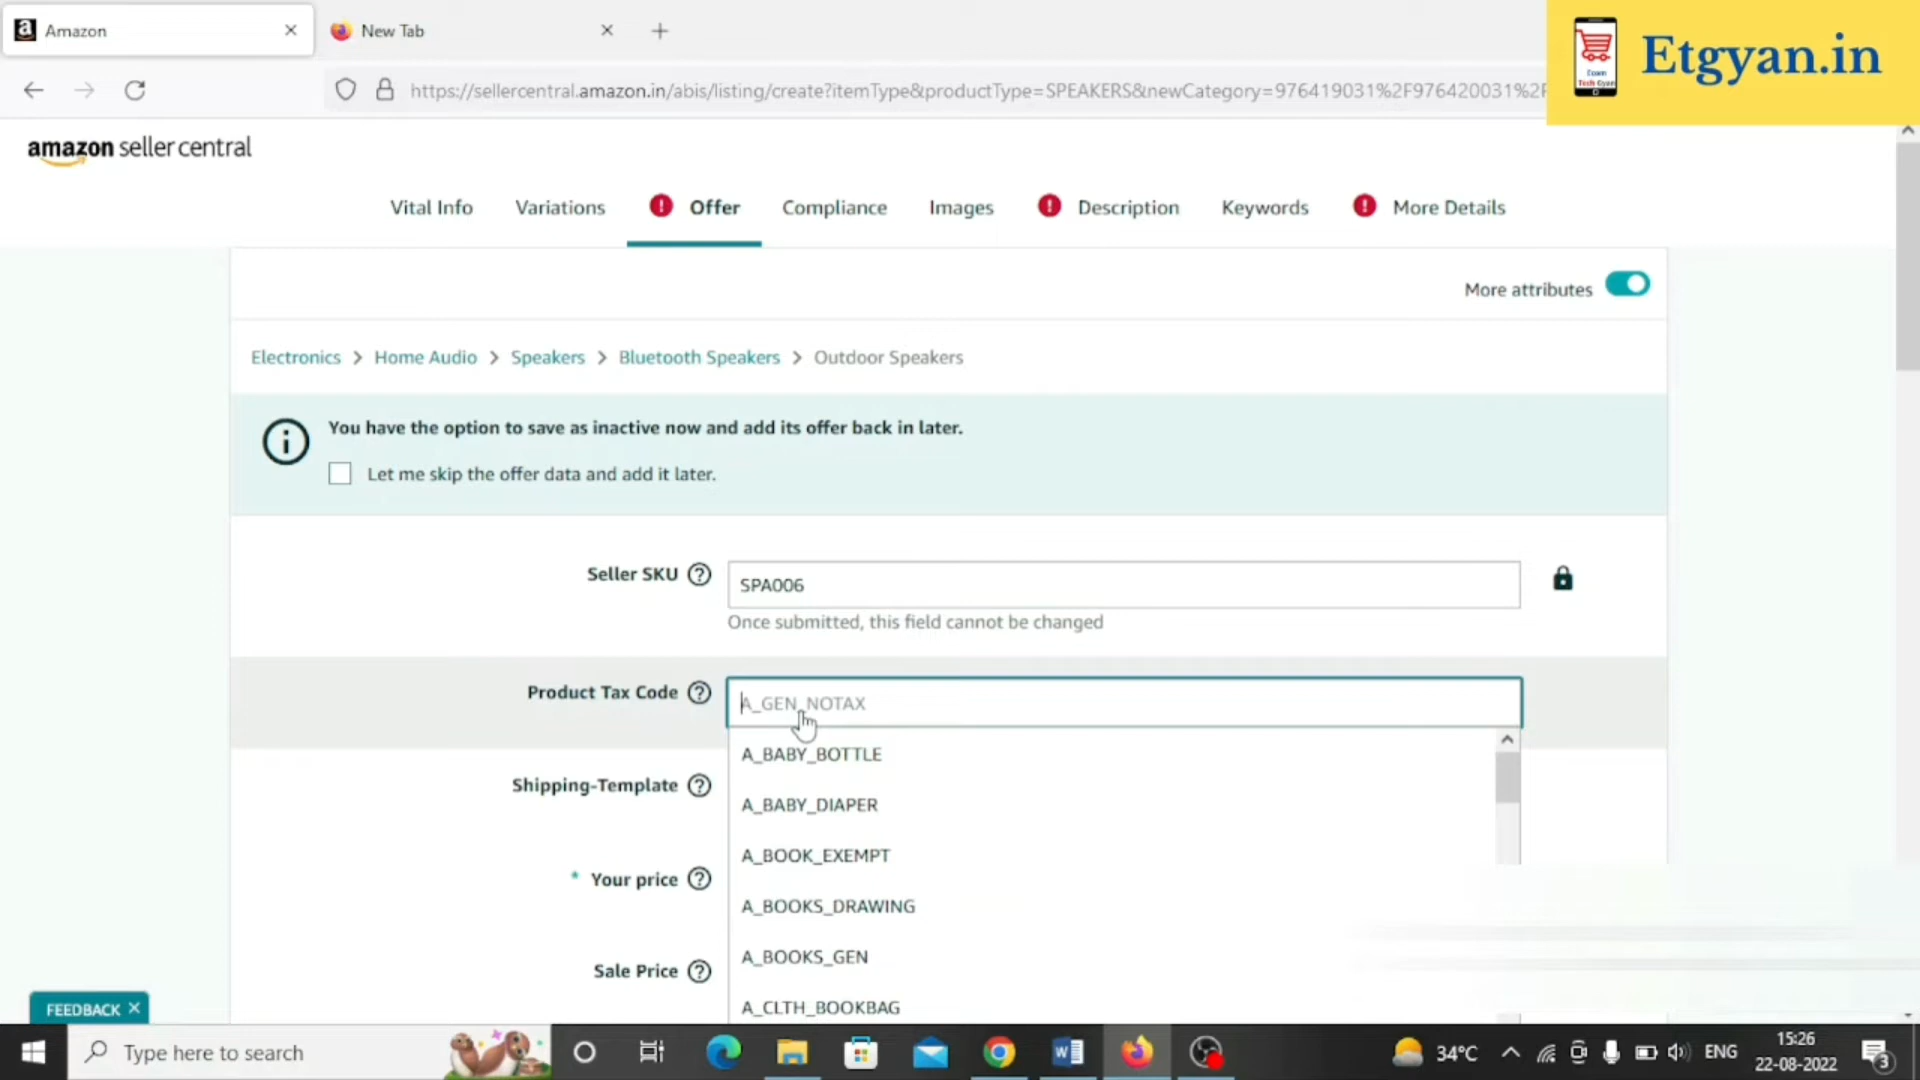 Amazon
New Tab
Etgyan.in
Ecom
Tech Gyan
https://sellercentral.amazon.in/abis/listing/create?itemType&productType=SPEAKERS&newCategory=976419031%2F976420031%2F
amazon seller central
Vital Info
Variations
Offer
Compliance
Images
Description
Keywords
More Details
More attributes
Electronics > Home Audio > Speakers > Bluetooth Speakers > Outdoor Speakers
You have the option to save as inactive now and add its offer back in later.
Let me skip the offer data and add it later.
Seller SKU
SPA006
Once submitted, this field cannot be changed
Product Tax Code
A_GEN_NOTAX
A_BABY_BOTTLE
Shipping-Template
A_BABY_DIAPER
A_BOOK_EXEMPT
* Your price
A_BOOKS_DRAWING
A_BOOKS_GEN
Sale Price
A_CLTH_BOOKBAG
FEEDBACK
Type here to search
34°C
ENG
15:26
22-08-2022
3